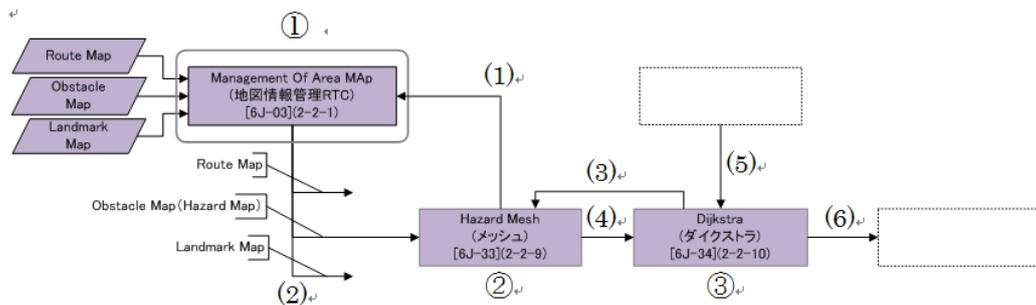 ①
Route Map
Obstacle
Map
Landmark
Map
Management Of Area MAp
(地図情報管理RTC)
[6J-03](2-2-1)
(1)
Route Map
Obstacle Map(Hazard Map)
Landmark Map
(2)
(3)
(5)
Hazard Mesh
(メッシュ)
[6J-33](2-2-9)
②
(4)
Dijkstra
(ダイクストラ)
[6J-34](2-2-10)
③
(6)